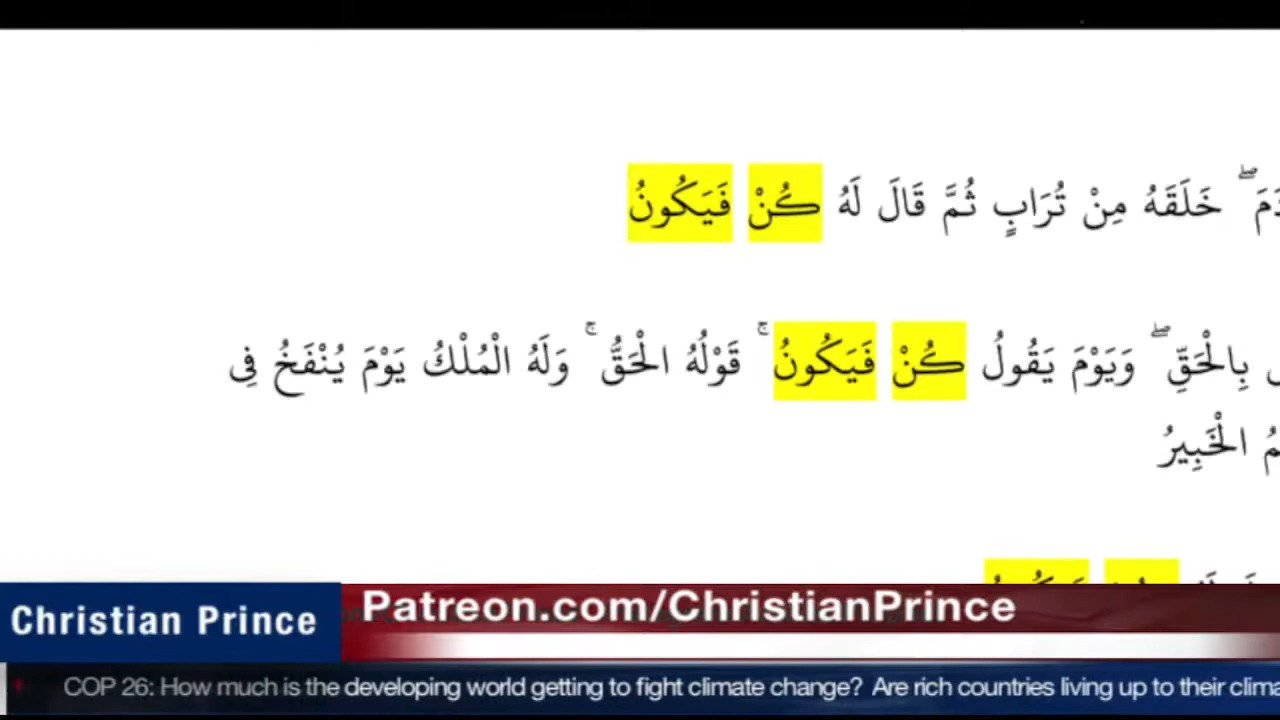 خَلَقَهُ مِنْ تُرَابٍ ثُمَّ قَالَ لَهُ كُنْ فَيَكُونُ
بِالْحَقِّ ۖ وَيَوْمَ يَقُولُ كُنْ فَيَكُونُ ۚ قَوْلُهُ الْحَقُّ ۚ وَلَهُ الْمُلْكُ يَوْمَ يُنْفَخُ فِى
الْخَبِيرُ
Christian Prince
Patreon.com/ChristianPrince
COP 26: How much is the developing world getting to fight climate change? Are rich countries living up to their clima